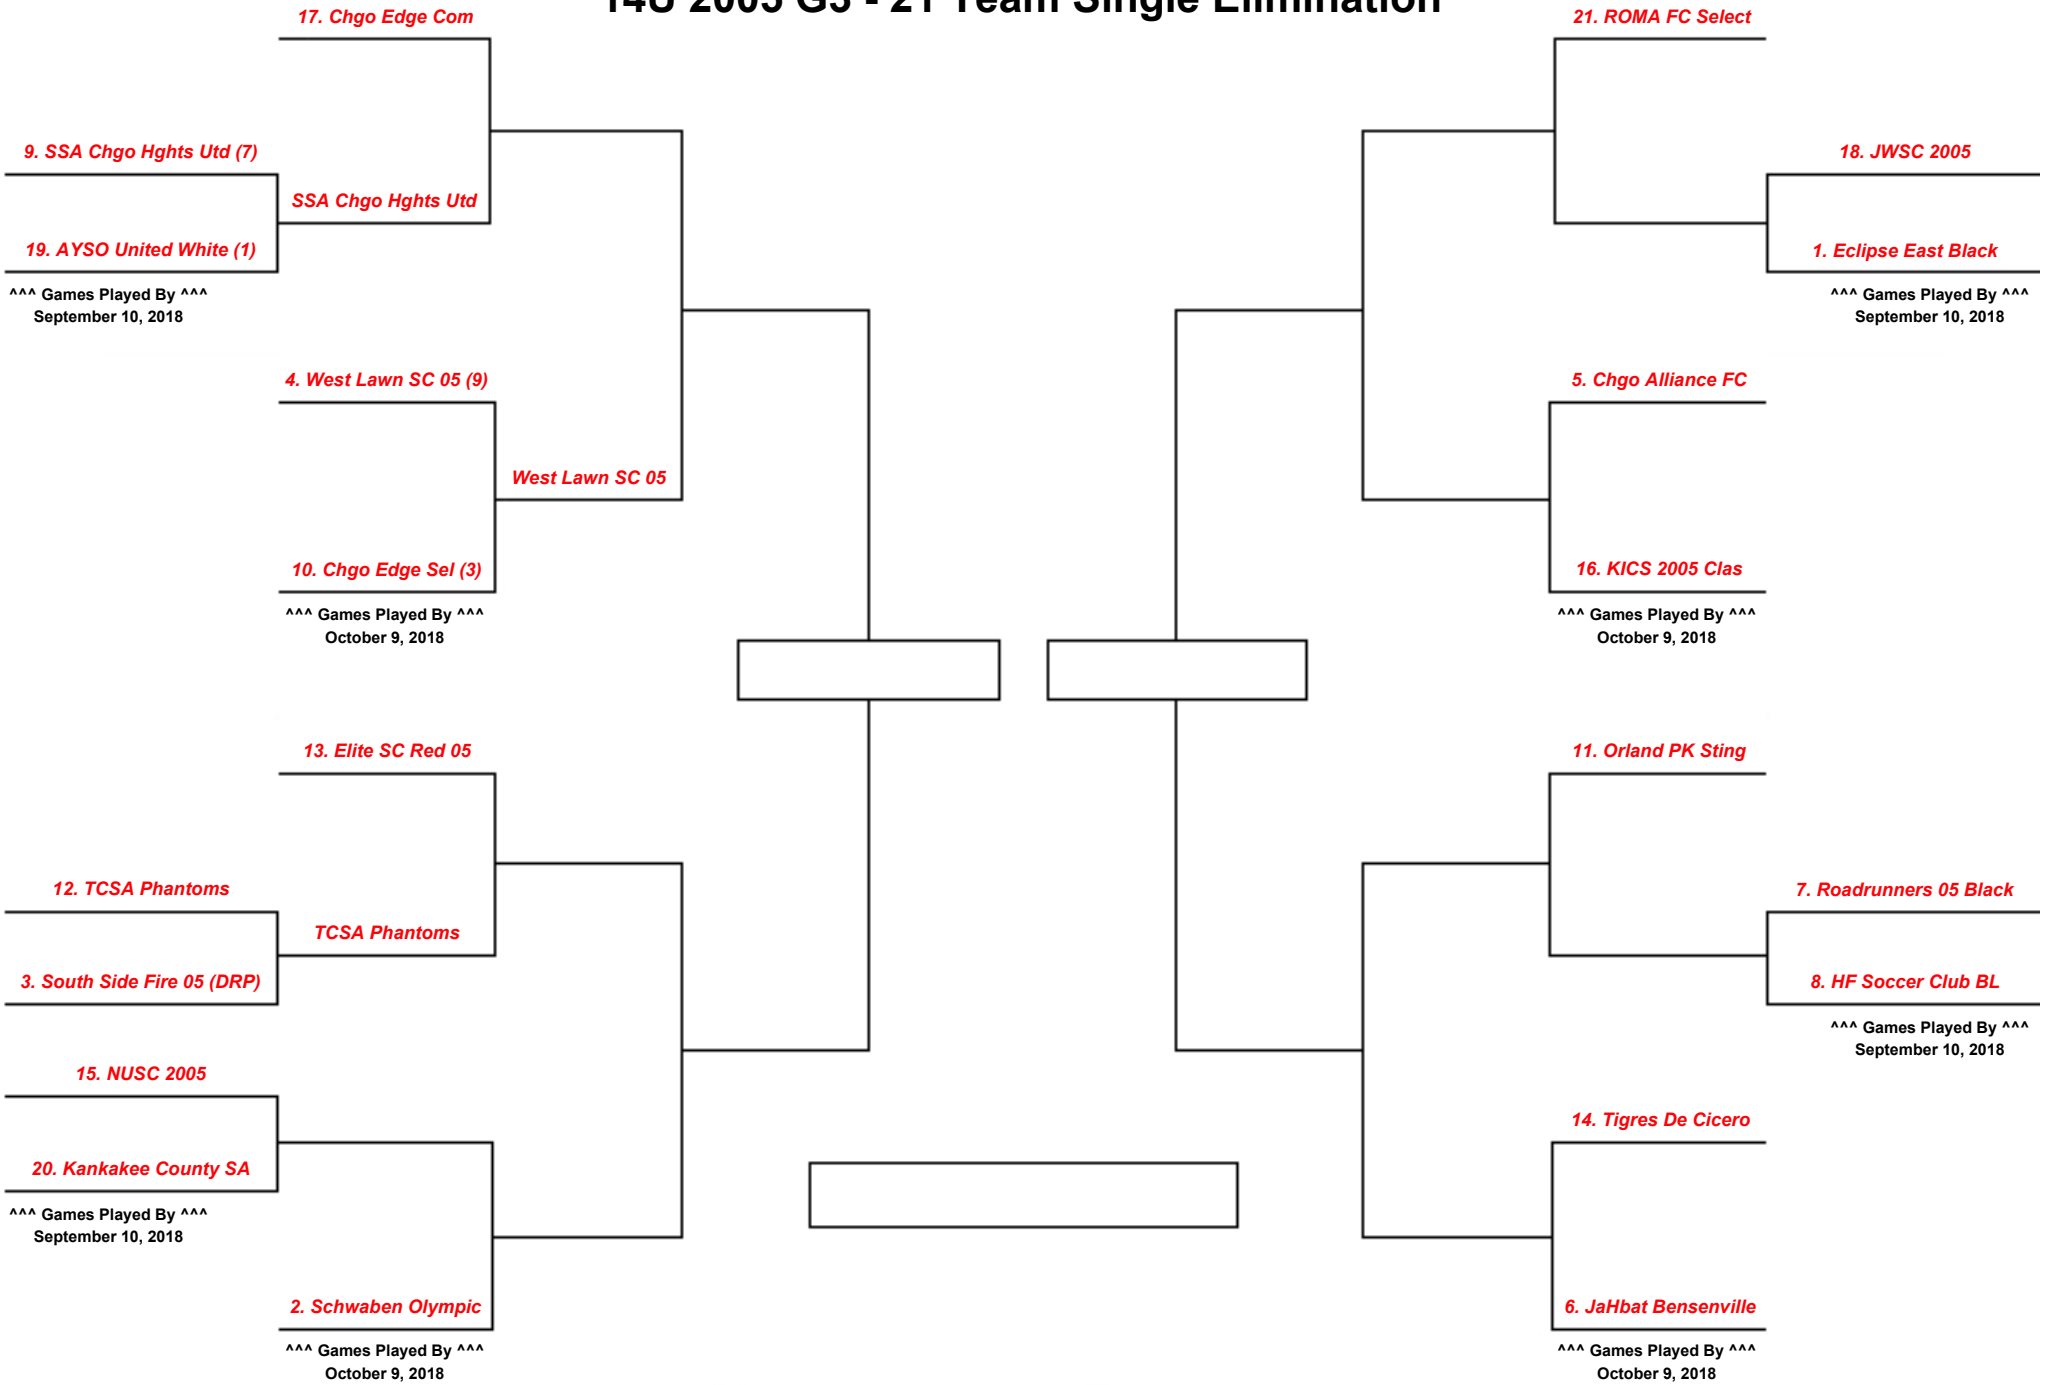 14U 2005 G3 - 21 Team Single Elimination
17. Chgo Edge Com
9. SSA Chgo Hghts Utd (7)
SSA Chgo Hghts Utd
19. AYSO United White (1)
^^^ Games Played By ^^^
September 10, 2018
4. West Lawn SC 05 (9)
West Lawn SC 05
10. Chgo Edge Sel (3)
^^^ Games Played By ^^^
October 9, 2018
13. Elite SC Red 05
12. TCSA Phantoms
TCSA Phantoms
3. South Side Fire 05 (DRP)
15. NUSC 2005
20. Kankakee County SA
^^^ Games Played By ^^^
September 10, 2018
2. Schwaben Olympic
^^^ Games Played By ^^^
October 9, 2018
21. ROMA FC Select
18. JWSC 2005
1. Eclipse East Black
^^^ Games Played By ^^^
September 10, 2018
5. Chgo Alliance FC
16. KICS 2005 Clas
^^^ Games Played By ^^^
October 9, 2018
11. Orland PK Sting
7. Roadrunners 05 Black
8. HF Soccer Club BL
^^^ Games Played By ^^^
September 10, 2018
14. Tigres De Cicero
6. JaHbat Bensenville
^^^ Games Played By ^^^
October 9, 2018